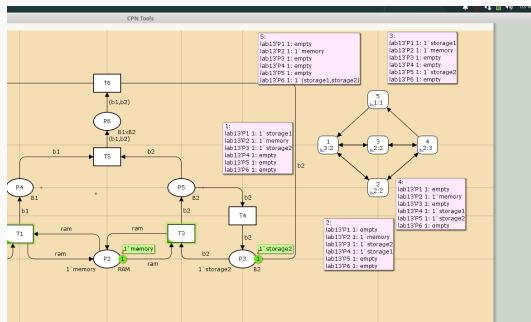 CPN Tools
T6
(b1,b2)
P6
B1xB2
(b1,b2)
T5
b1
b2
b2
P4
B1
P5
B2
b1
b2
b2
T4
T1
ram
ram
T3
b2
b2
ram
ram
P2
1`memory
1
1`memory
RAM
P3
1`storage2
1
1`storage2
B2
5:
lab13'P1 1: empty
lab13'P2 1: 1`memory
lab13'P3 1: empty
lab13'P4 1: empty
lab13'P5 1: empty
lab13'P6 1: 1`(storage1,storage2)
3:
lab13'P1 1: 1`storage1
lab13'P2 1: 1`memory
lab13'P3 1: empty
lab13'P4 1: empty
lab13'P5 1: 1`storage2
lab13'P6 1: empty
1:
lab13'P1 1: 1`storage1
lab13'P2 1: 1`memory
lab13'P3 1: 1`storage2
lab13'P4 1: empty
lab13'P5 1: empty
lab13'P6 1: empty
5
1:1
1
3:2
3
2:2
4
2:3
2
2:2
4:
lab13'P1 1: empty
lab13'P2 1: 1`memory
lab13'P3 1: empty
lab13'P4 1: 1`storage1
lab13'P5 1: 1`storage2
lab13'P6 1: empty
2:
lab13'P1 1: empty
lab13'P2 1: 1`memory
lab13'P3 1: 1`storage2
lab13'P4 1: 1`storage1
lab13'P5 1: empty
lab13'P6 1: empty